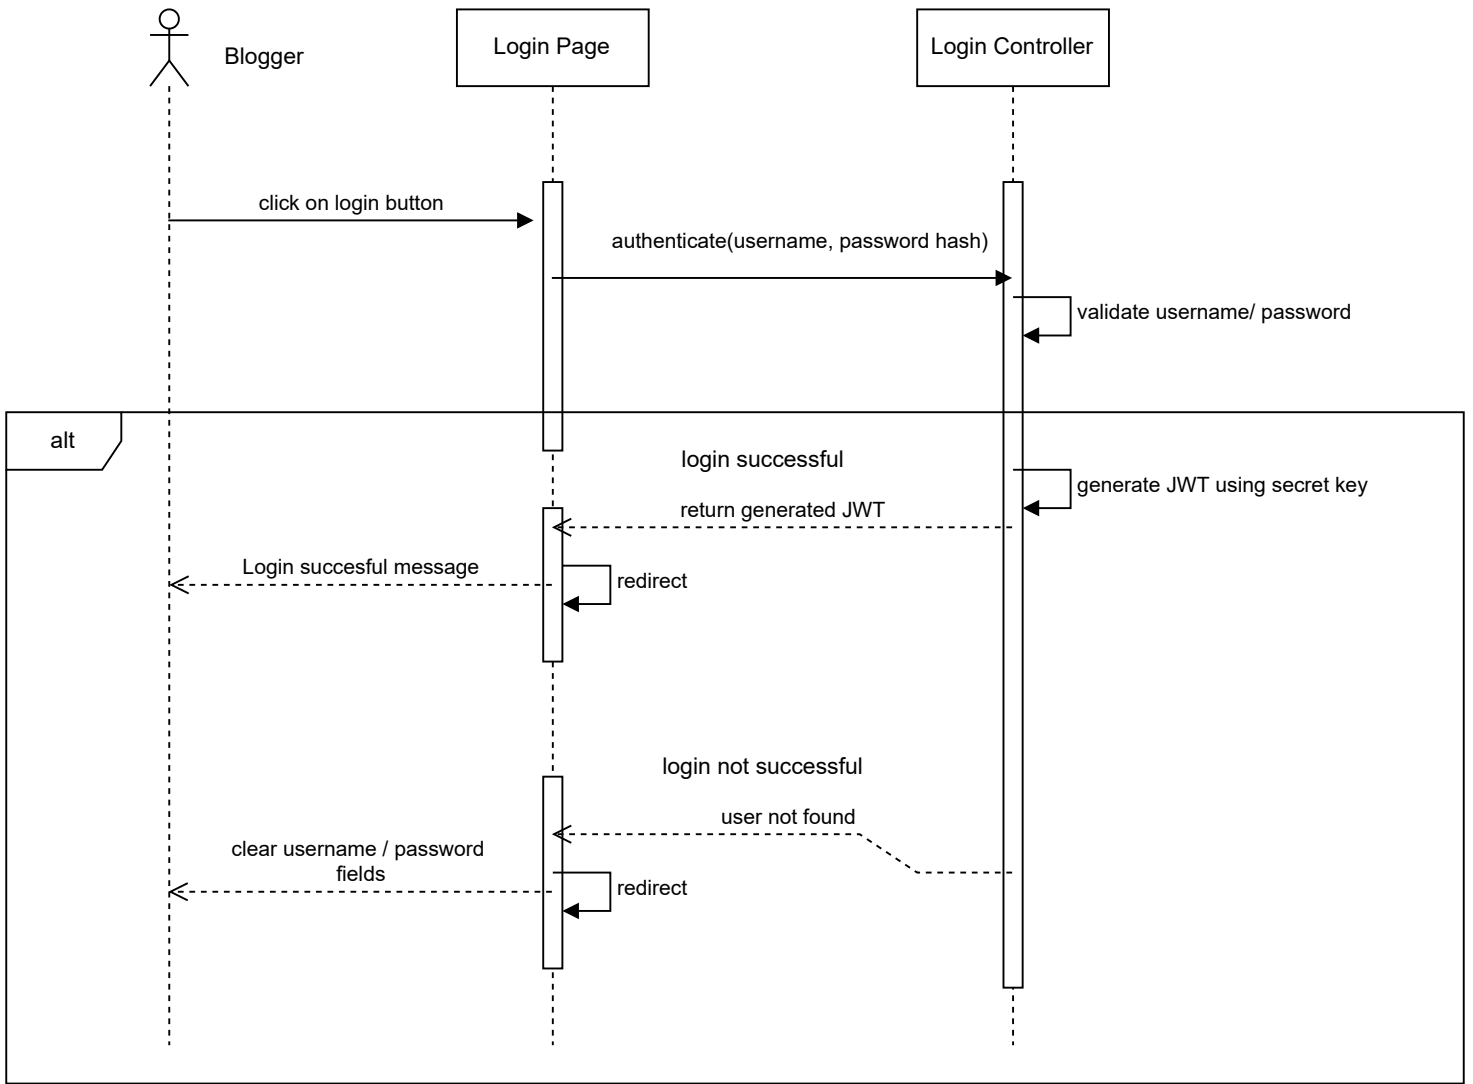 Blogger
Login Page
Login Controller
click on login button
authenticate(username, password hash)
validate username/ password
alt
login successful
generate JWT using secret key
return generated JWT
Login succesful message
redirect
login not successful
user not found
clear username / password
fields
redirect